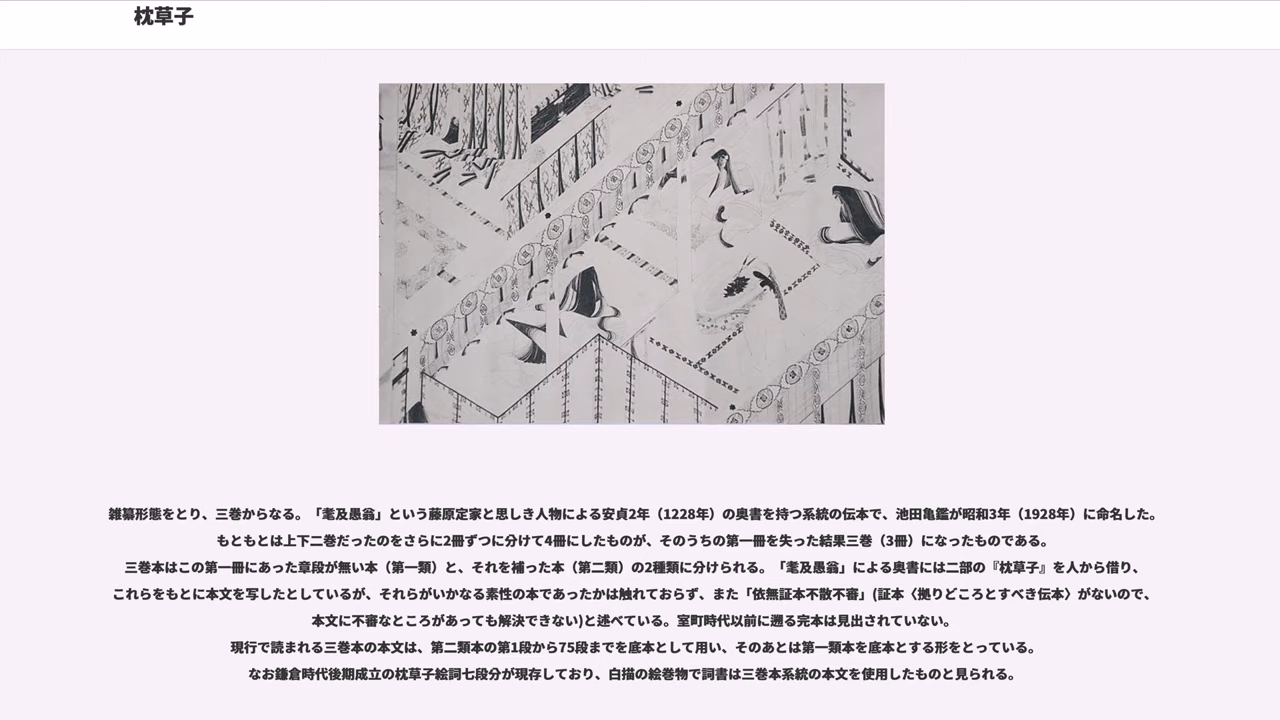 枕草子
雑纂形態をとり、三巻からなる。「耄及愚翁」という藤原定家と思しき人物による安貞2年（1228年）の奥書を持つ系統の伝本で、池田亀鑑が昭和3年（1928年）に命名した。
もともとは上下二巻だったのをさらに2冊ずつに分けて4冊にしたものが、そのうちの第一冊を失った結果三巻（3冊）になったものである。
三巻本はこの第一冊にあった章段が無い本（第一類）と、それを補った本（第二類）の2種類に分けられる。「耄及愚翁」による奥書には二部の『枕草子』を人から借り、
これらをもとに本文を写したとしているが、それらがいかなる素性の本であったかは触れておらず、また「依無証本不散不審」(証本〈拠りどころとすべき伝本〉がないので、
本文に不審なところがあっても解決できない)と述べている。室町時代以前に遡る完本は見出されていない。
現行で読まれる三巻本の本文は、第二類本の第1段から75段までを底本として用い、そのあとは第一類本を底本とする形をとっている。
なお鎌倉時代後期成立の枕草子絵詞七段分が現存しており、白描の絵巻物で詞書は三巻本系統の本文を使用したものと見られる。